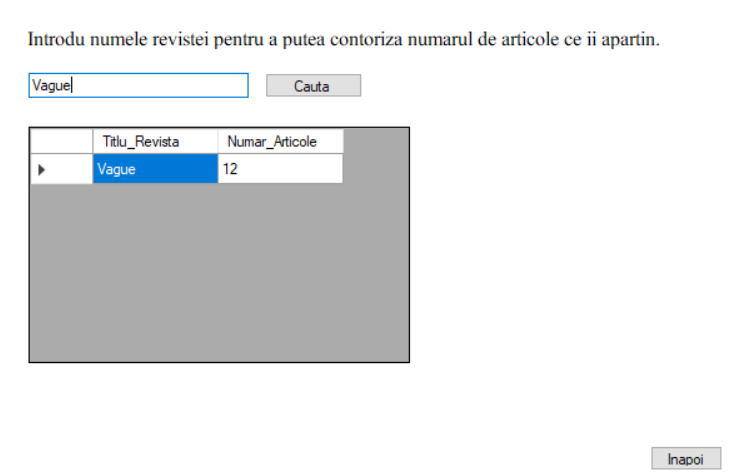 Introdu numele revistei pentru a putea contoriza numarul de articole ce ii apartin.
Vague Cauta
Titlu_Revista Numar_Articole
Vague 12
Inapoi